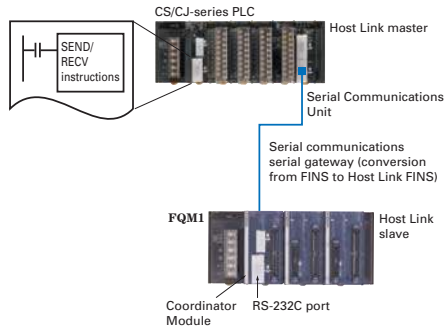 CS/CJ-series PLC
Host Link master
SEND/
RECV
instructions
Serial Communications
Unit
Serial communications
serial gateway (conversion
from FINS to Host Link FINS)
FQM1
Host Link
slave
Coordinator
Module
RS-232C port